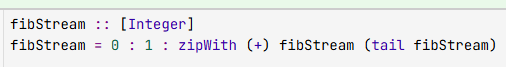 fibStream :: [Integer]
fibStream = 0 : 1 : zipWith (+) fibStream (tail fibStream)